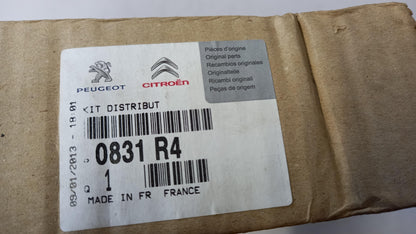 PEUGEOT
CITROËN
Pièces d'origine
Original parts
Recambios originales
Originalteile
Ricambi originali
Peças de origem
09/01/2013 - 18:01
KIT DISTRIBUT
P 0831 R4
Q 1
MADE IN FR FRANCE